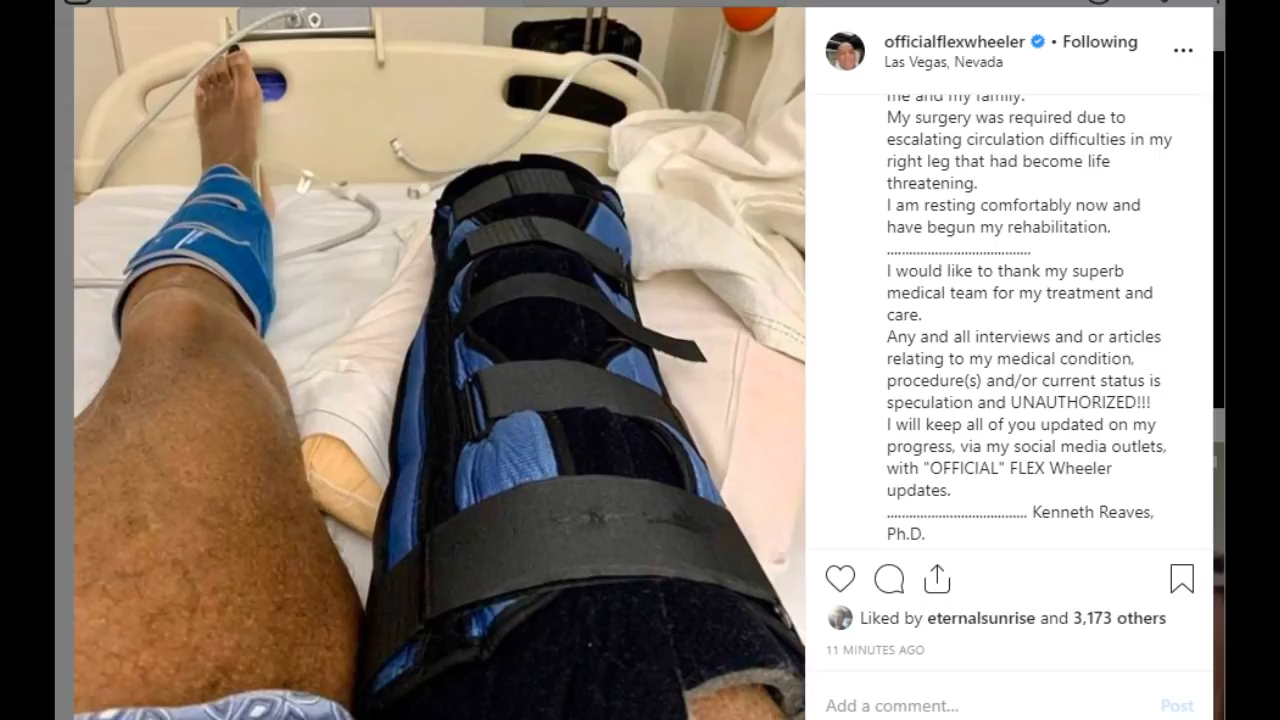 officialflexwheeler • Following
Las Vegas, Nevada
me and my family.
My surgery was required due to
escalating circulation difficulties in my
right leg that had become life
threatening.
I am resting comfortably now and
have begun my rehabilitation.
.......................................
I would like to thank my superb
medical team for my treatment and
care.
Any and all interviews and or articles
relating to my medical condition,
procedure(s) and/or current status is
speculation and UNAUTHORIZED!!!
I will keep all of you updated on my
progress, via my social media outlets,
with "OFFICIAL" FLEX Wheeler
updates.
...................................... Kenneth Reaves,
Ph.D.
Liked by eternalsunrise and 3,173 others
11 MINUTES AGO
Add a comment... Post